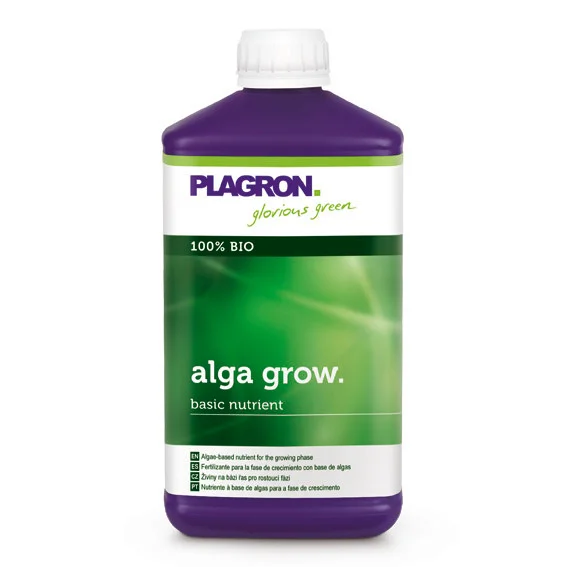 PLAGRON.
glorious green
100% BIO
alga grow.
basic nutrient
EN Algae-based nutrient for the growing phase
ES Fertilizante para la fase de crecimiento con base de algas
CZ Živiny na bázi řas pro rostoucí fázi
PT Nutriente à base de algas para a fase de crescimento